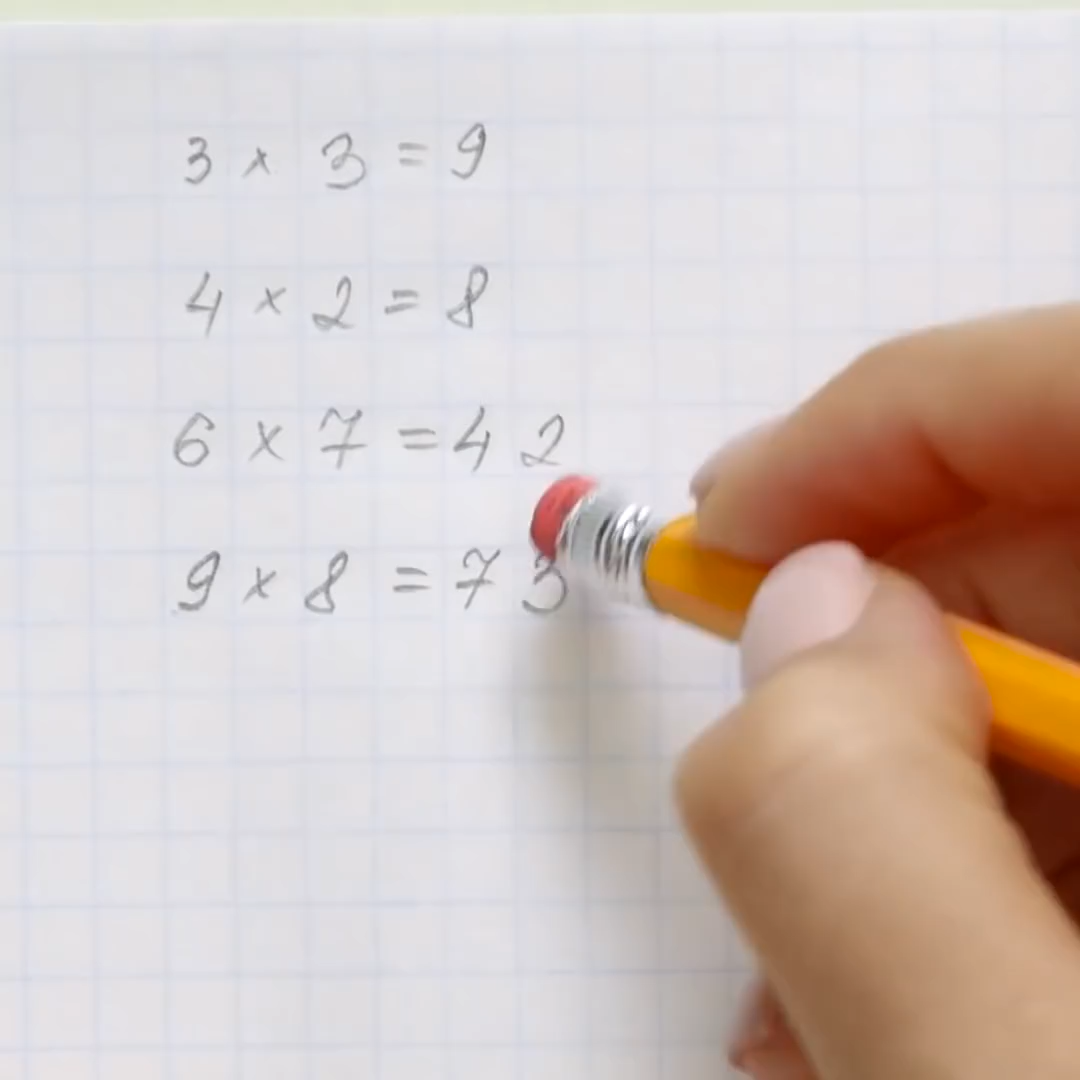 3 × 3 = 9
4 × 2 = 8
6 × 7 = 42
9 × 8 = 73